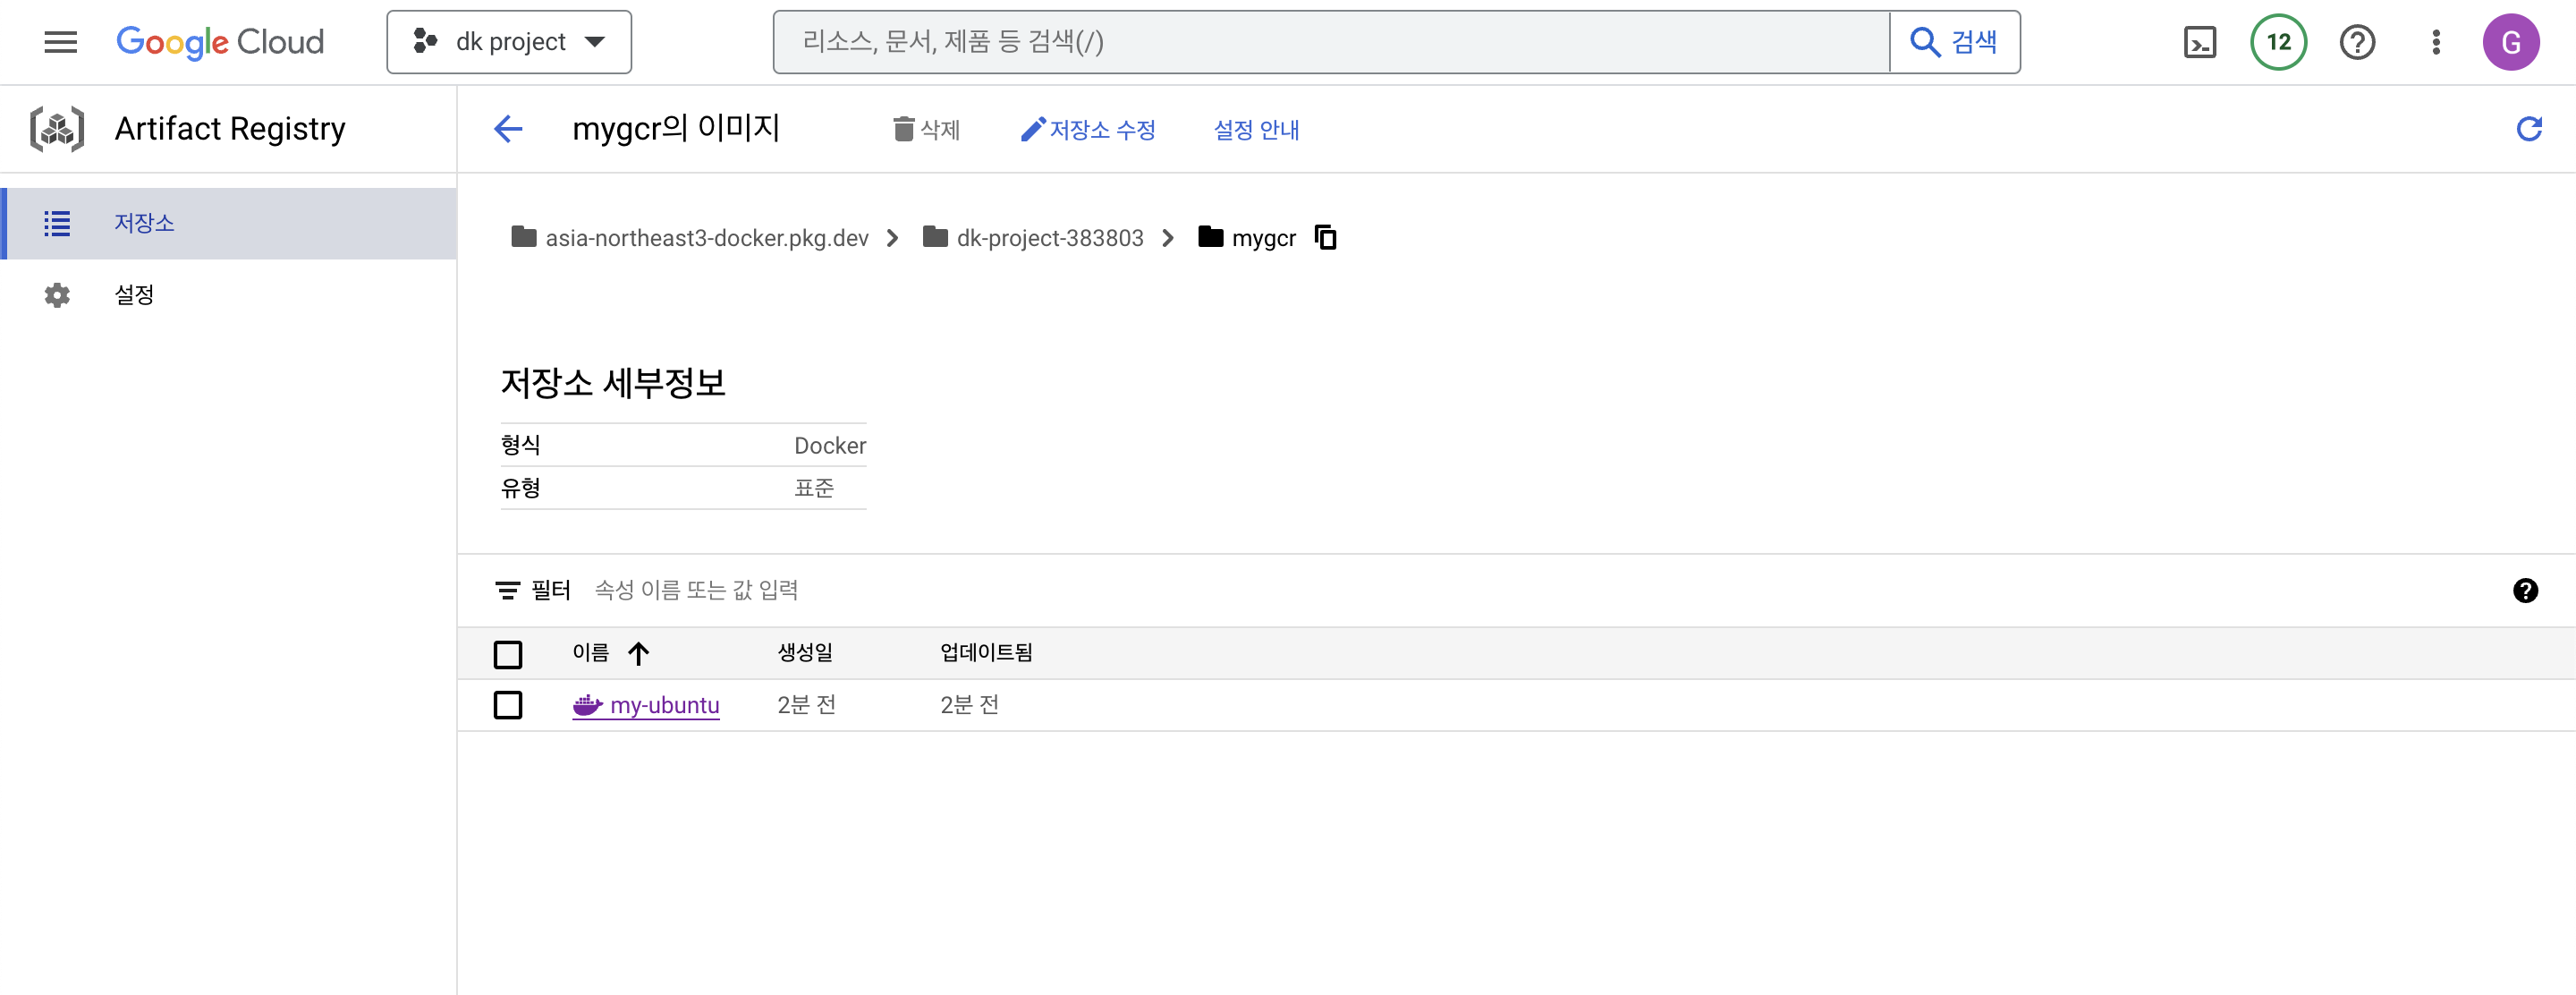 Google Cloud
dk project
리소스, 문서, 제품 등 검색(/)
검색
12
G
Artifact Registry
mygcr의 이미지
삭제
저장소 수정
설정 안내
저장소
설정
asia-northeast3-docker.pkg.dev
dk-project-383803
mygcr
저장소 세부정보
형식 Docker
유형 표준
필터 속성 이름 또는 값 입력
이름 생성일 업데이트됨
my-ubuntu 2분 전 2분 전